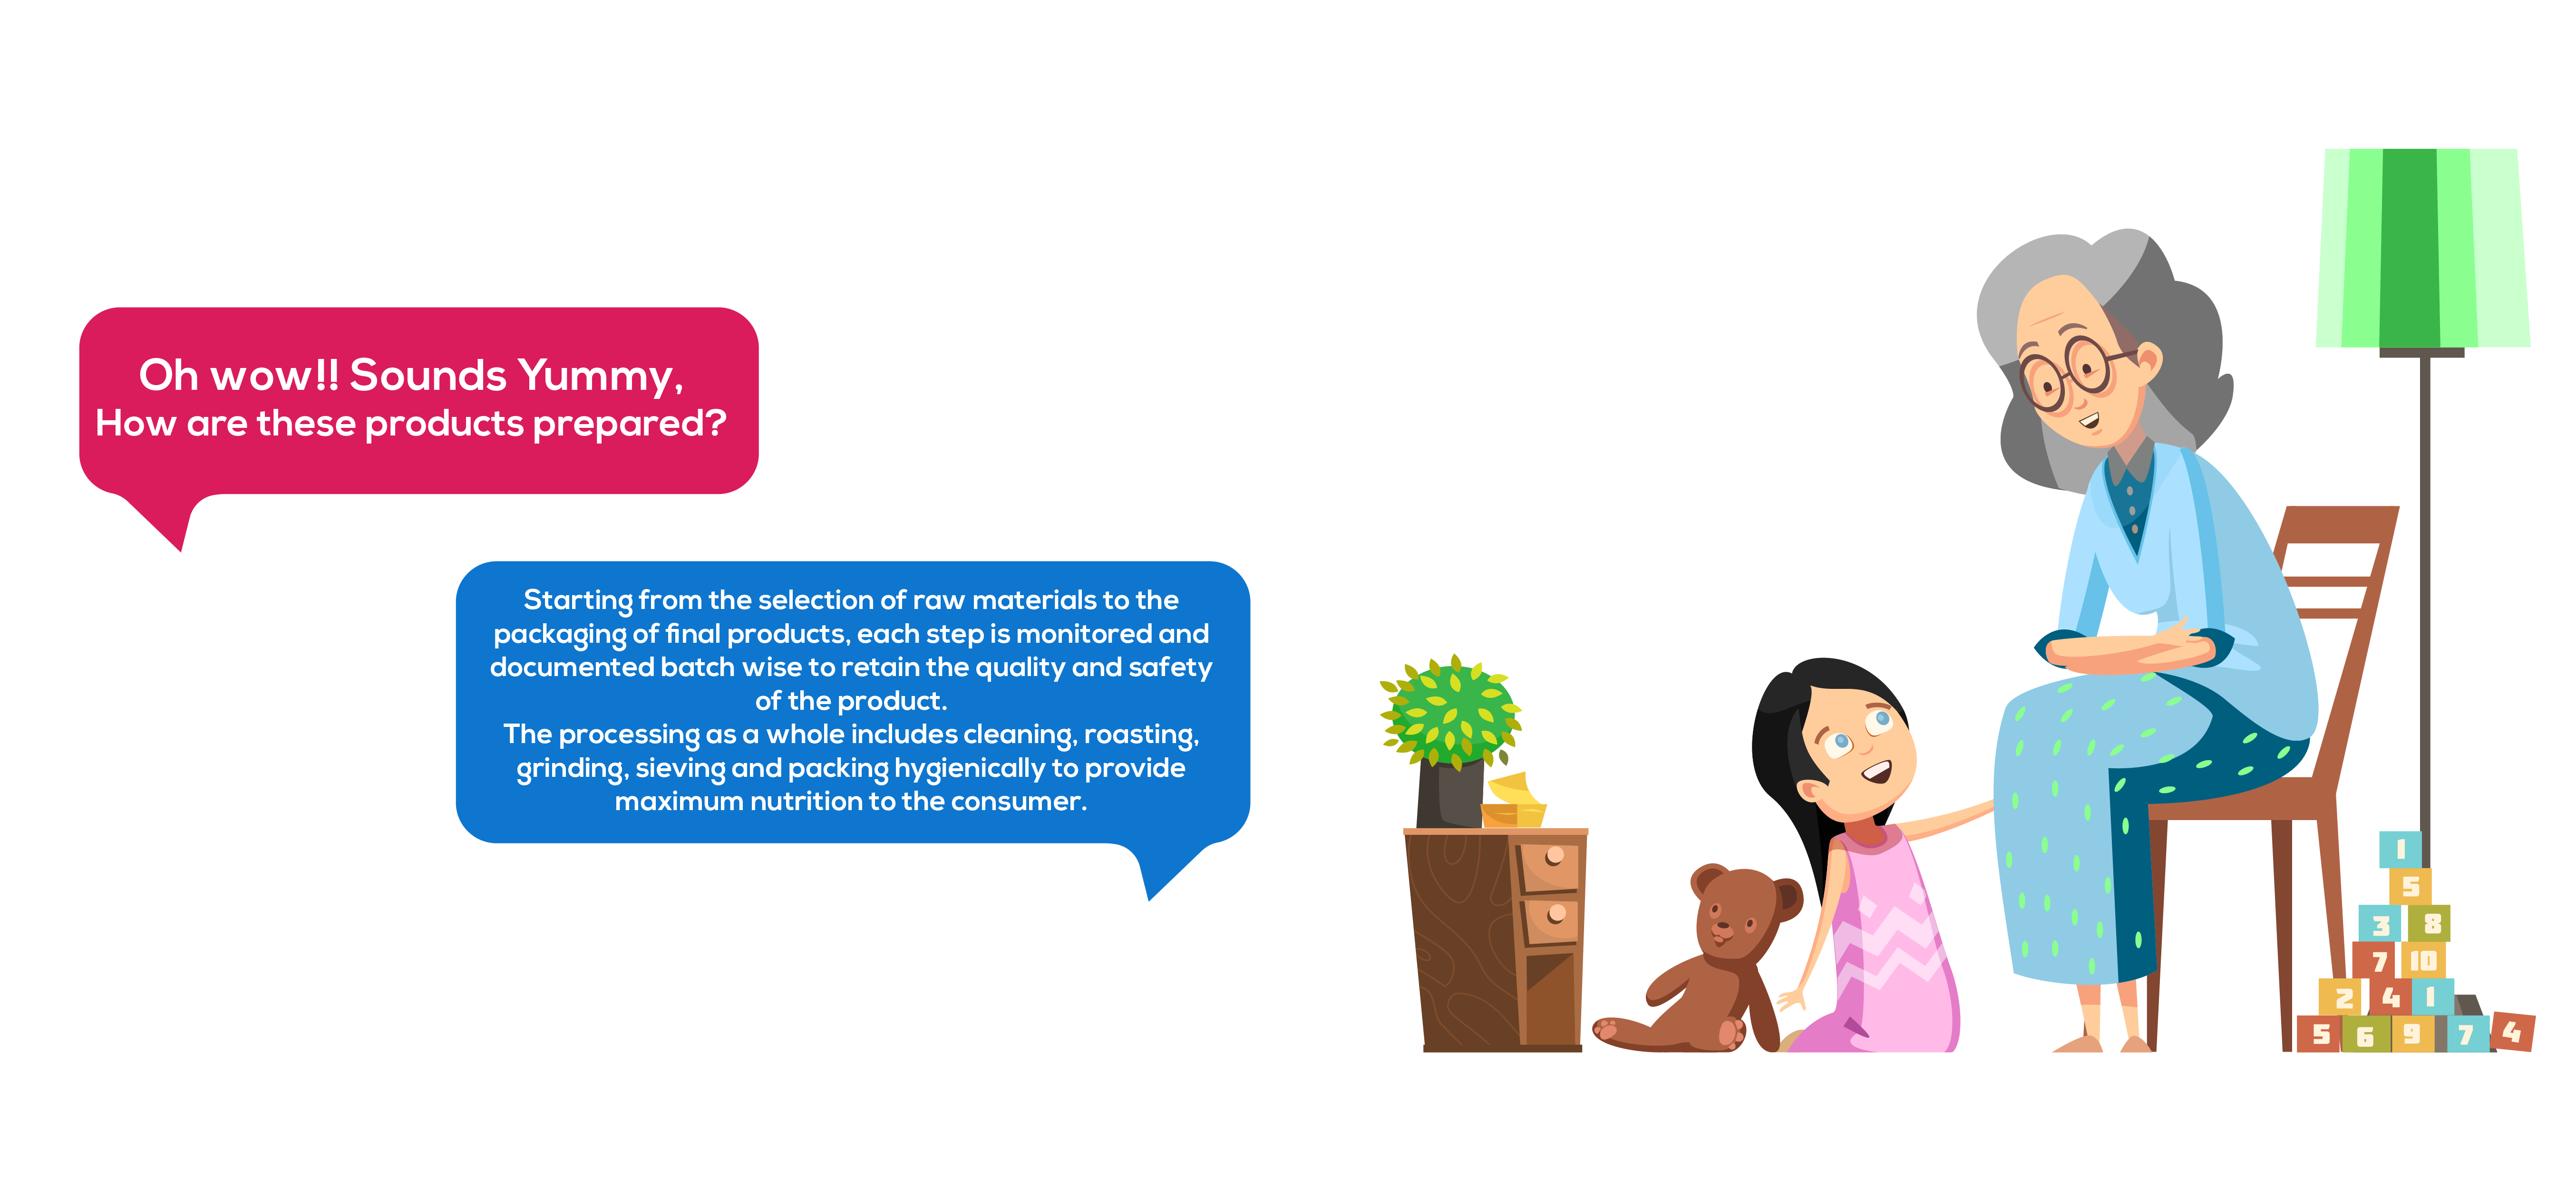 Oh wow!! Sounds Yummy,
How are these products prepared?
Starting from the selection of raw materials to the
packaging of final products, each step is monitored and
documented batch wise to retain the quality and safety
of the product.
The processing as a whole includes cleaning, roasting,
grinding, sieving and packing hygienically to provide
maximum nutrition to the consumer.
1
5
3 8
7 10
2 4 1
5 6 9 7 4